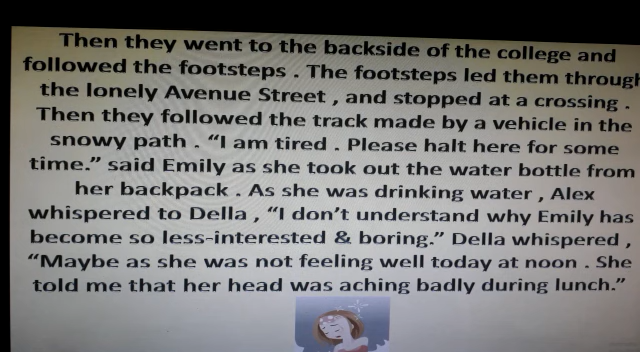 Then they went to the backside of the college and
followed the footsteps . The footsteps led them through
the lonely Avenue Street , and stopped at a crossing .
Then they followed the track made by a vehicle in the
snowy path . “I am tired . Please halt here for some
time.” said Emily as she took out the water bottle from
her backpack . As she was drinking water , Alex
whispered to Della , “I don’t understand why Emily has
become so less-interested & boring.” Della whispered ,
“Maybe as she was not feeling well today at noon . She
told me that her head was aching badly during lunch.”